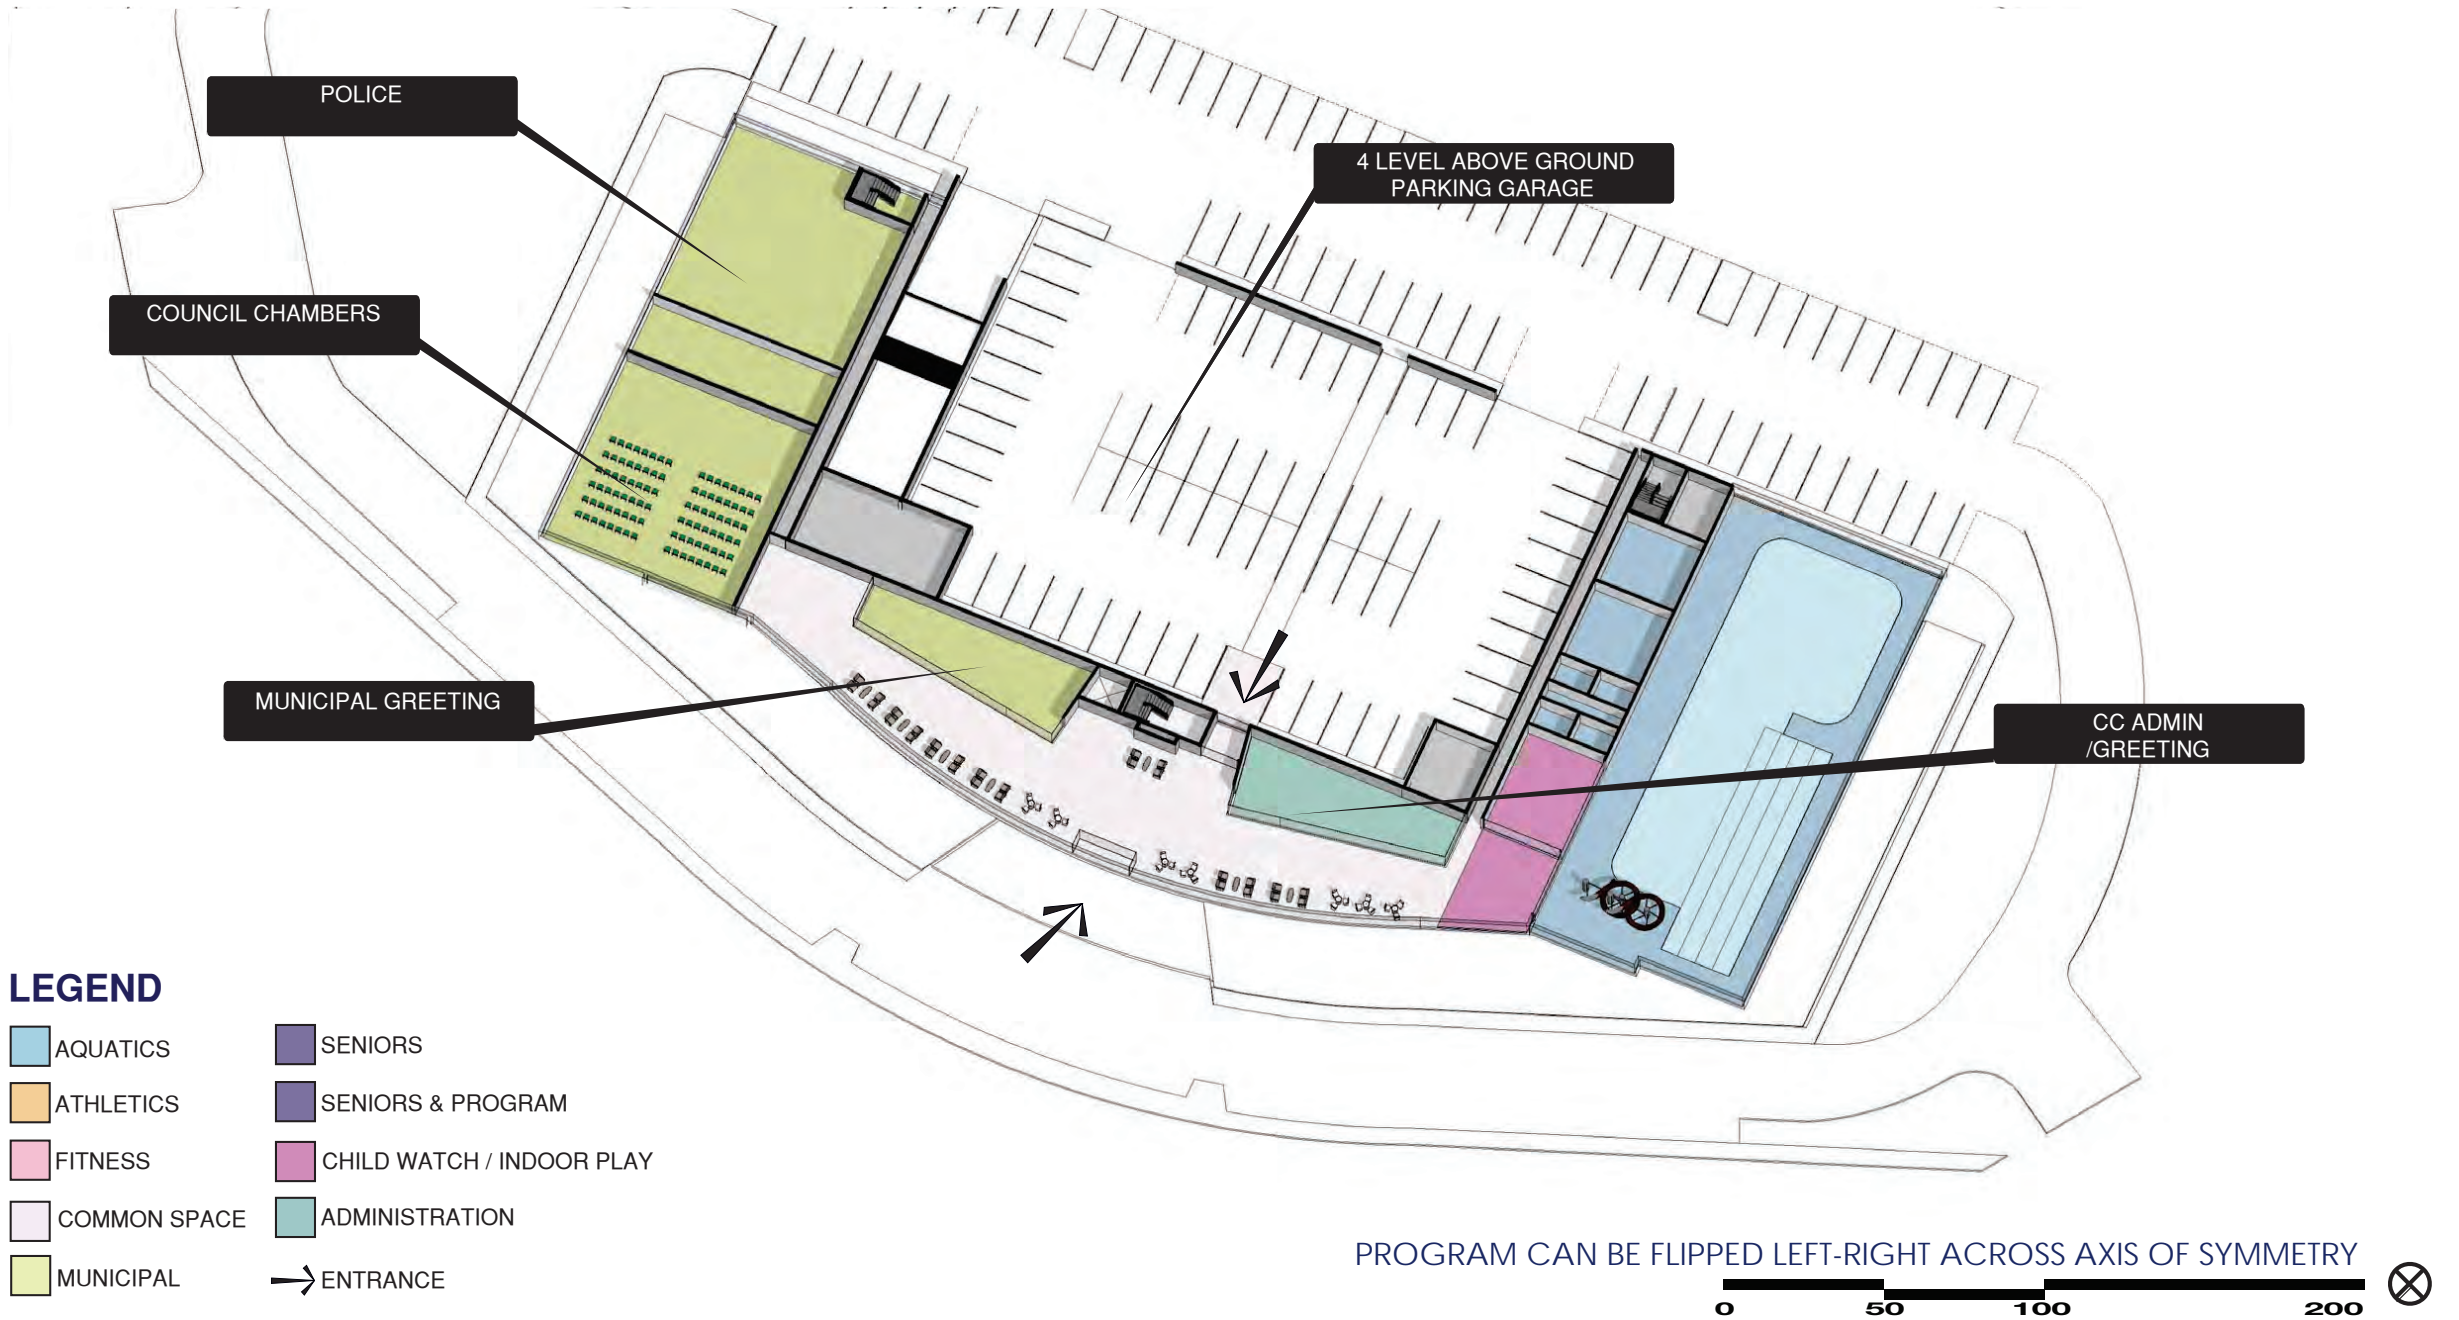 POLICE
4 LEVEL ABOVE GROUND
PARKING GARAGE
COUNCIL CHAMBERS
MUNICIPAL GREETING
CC ADMIN
/GREETING
LEGEND
AQUATICS
ATHLETICS
FITNESS
COMMON SPACE
MUNICIPAL
SENIORS
SENIORS & PROGRAM
CHILD WATCH / INDOOR PLAY
ADMINISTRATION
ENTRANCE
PROGRAM CAN BE FLIPPED LEFT-RIGHT ACROSS AXIS OF SYMMETRY
0 50 100 200